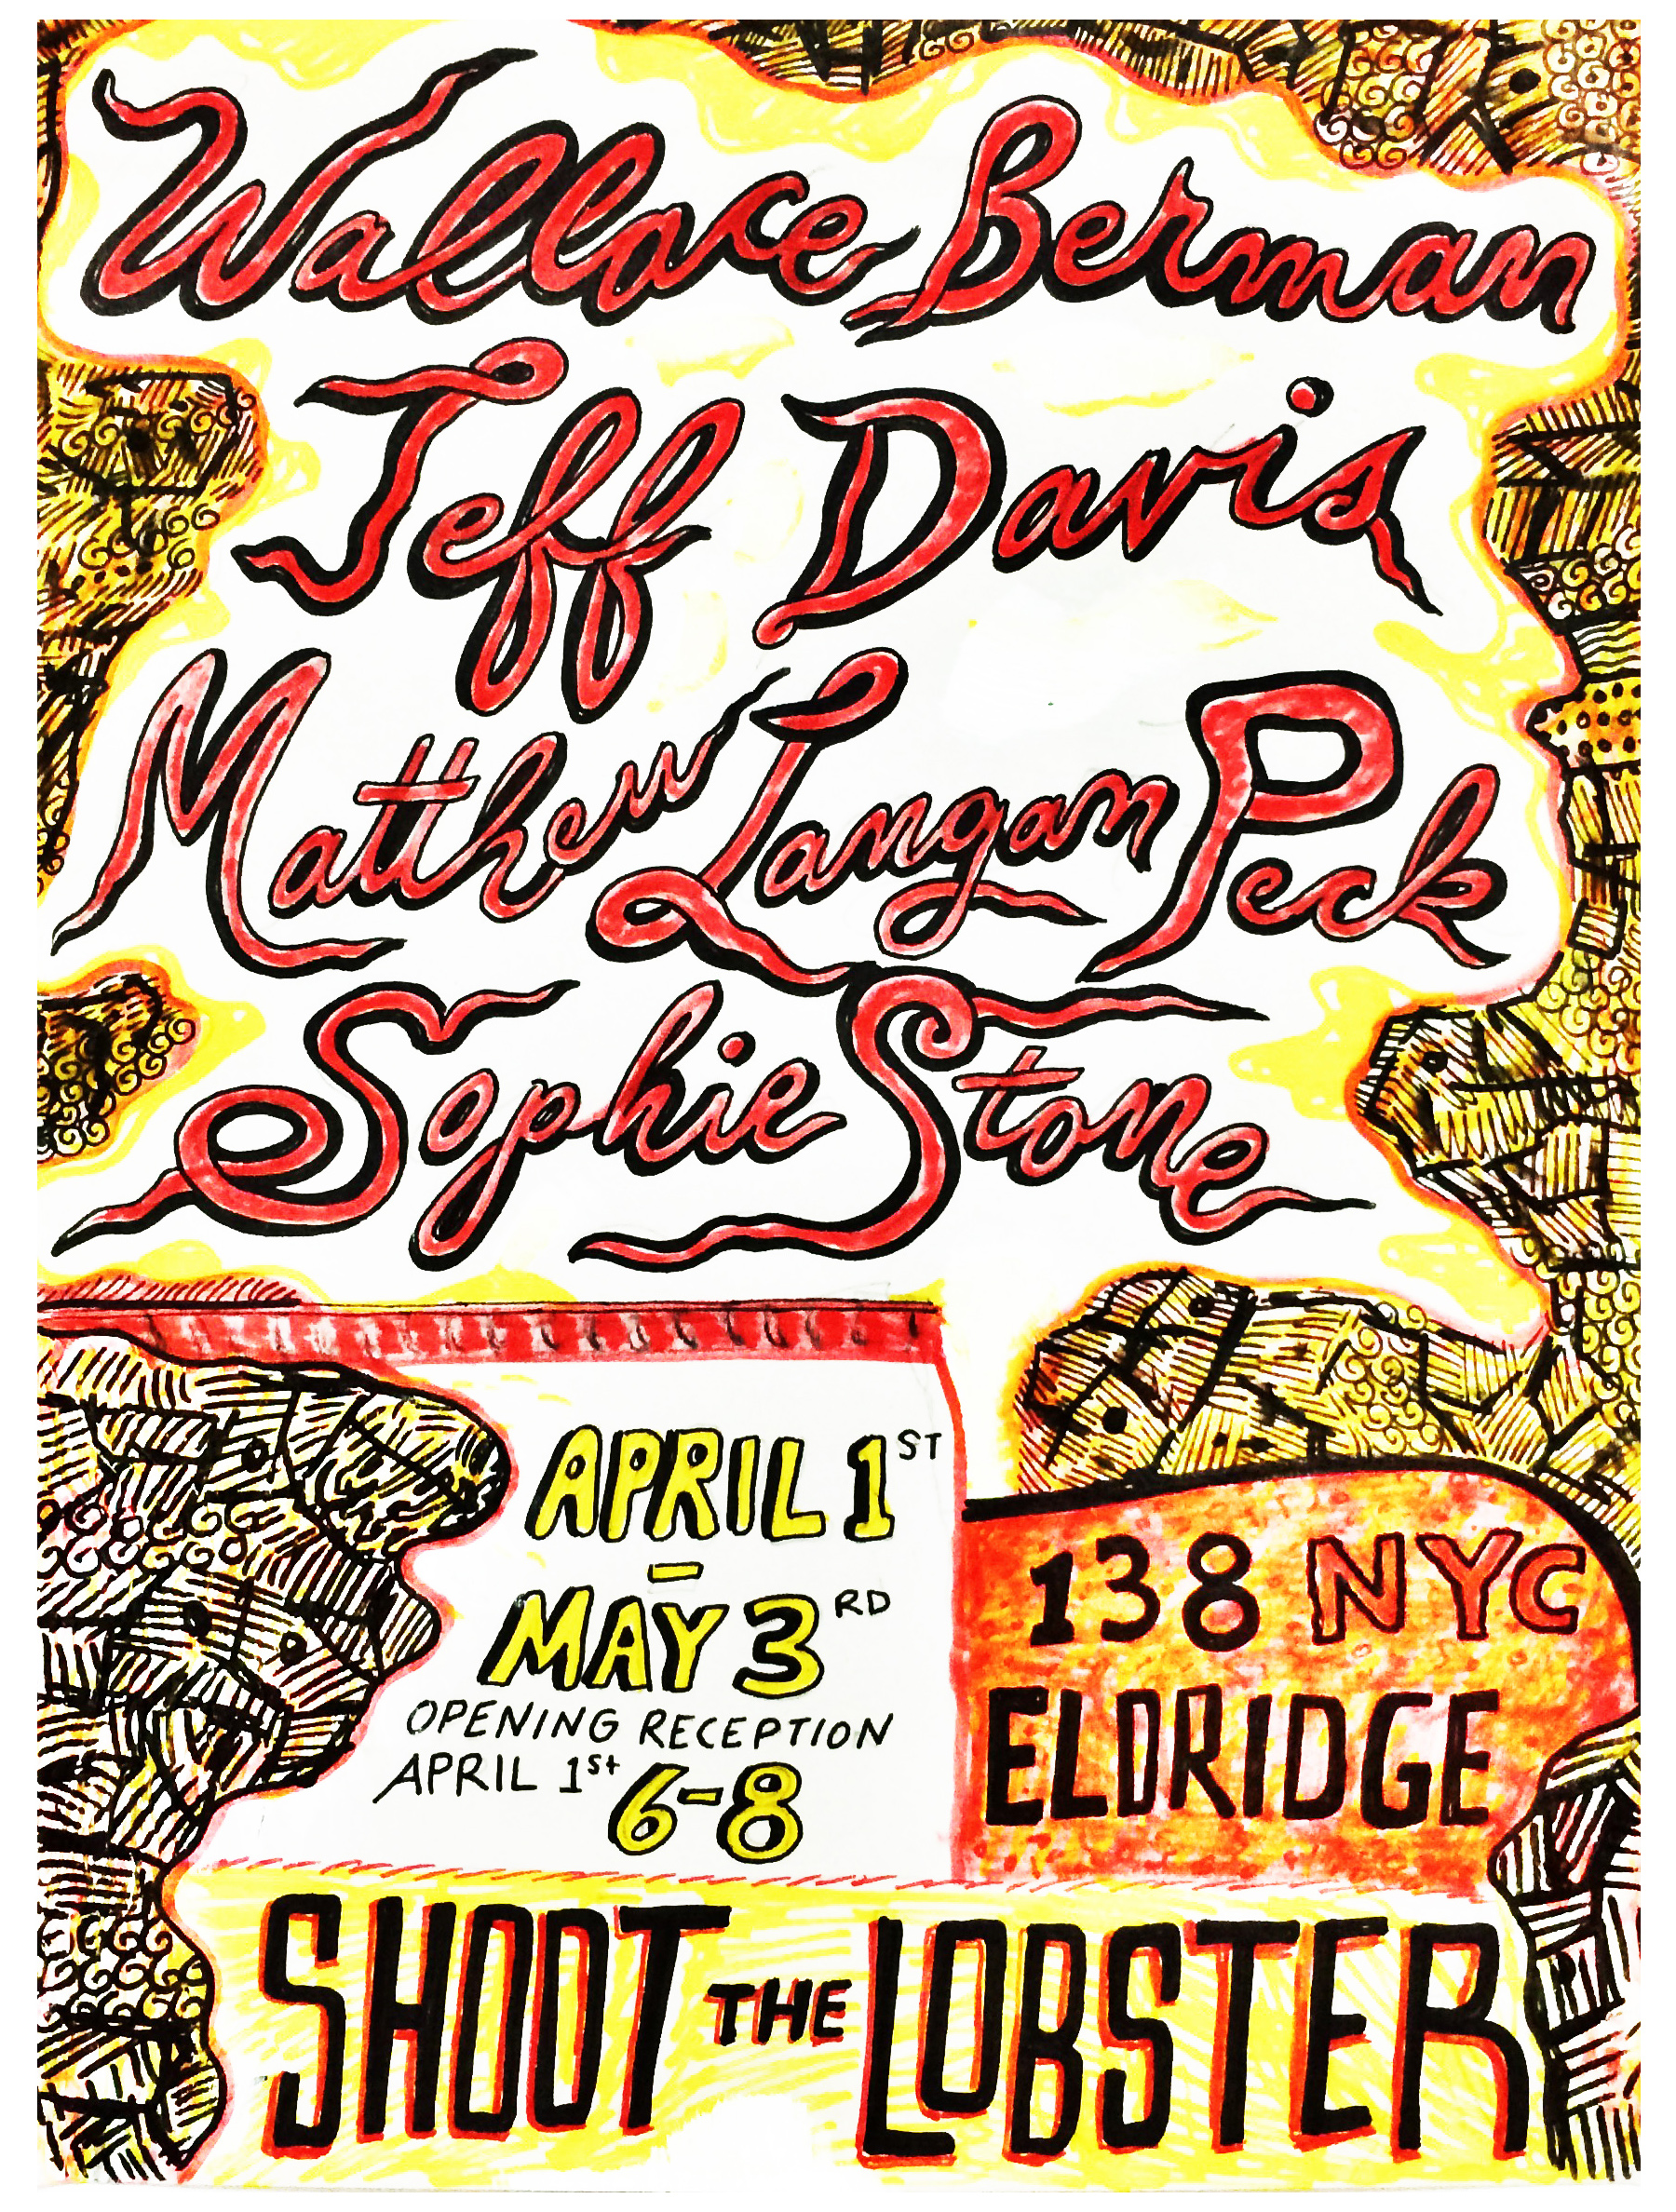 Wallace Berman
Jeff Davis
Matthew Langan Peck
Sophie Stone
APRIL 1ST
-
MAY 3RD
OPENING RECEPTION
APRIL 1st 6-8
138 NYC
ELDRIDGE
SHOOT THE LOBSTER